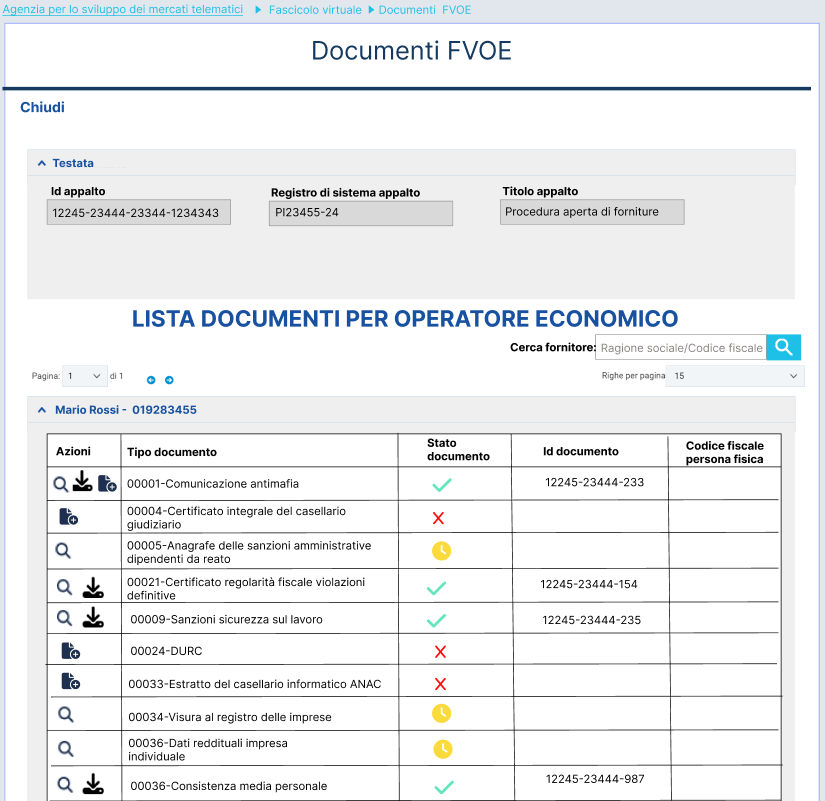 Agenzia per lo sviluppo dei mercati telematici Fascicolo virtuale Documenti FVOE
Documenti FVOE
Chiudi
Testata
Id appalto Registro di sistema appalto Titolo appalto
12245-23444-23344-1234343 PI23455-24 Procedura aperta di forniture
LISTA DOCUMENTI PER OPERATORE ECONOMICO
Cerca fornitore: Ragione sociale/Codice fiscale
Pagina: 1 di 1 Righe per pagina 15
Mario Rossi - 019283455
Azioni Tipo documento Stato documento Id documento Codice fiscale persona fisica
00001-Comunicazione antimafia 12245-23444-233
00004-Certificato integrale del casellario
giudiziario
00005-Anagrafe delle sanzioni amministrative
dipendenti da reato
00021-Certificato regolarità fiscale violazioni
definitive 12245-23444-154
00009-Sanzioni sicurezza sul lavoro 12245-23444-235
00024-DURC
00033-Estratto del casellario informatico ANAC
00034-Visura al registro delle imprese
00036-Dati reddituali impresa
individuale
00036-Consistenza media personale 12245-23444-987